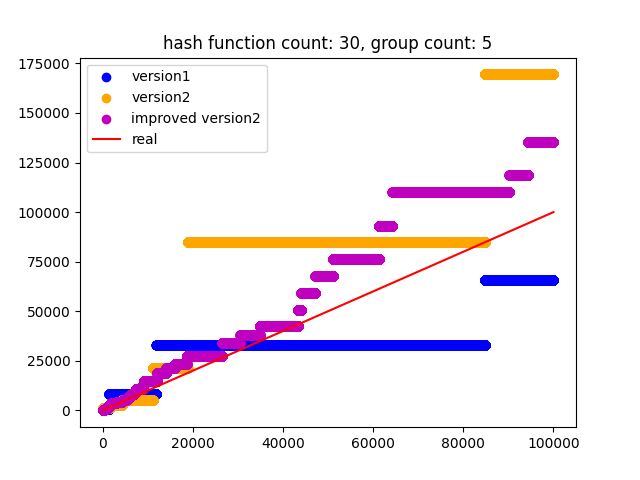 hash function count: 30, group count: 5
version1
version2
improved version2
real
175000
150000
125000
100000
75000
50000
25000
0
0 20000 40000 60000 80000 100000